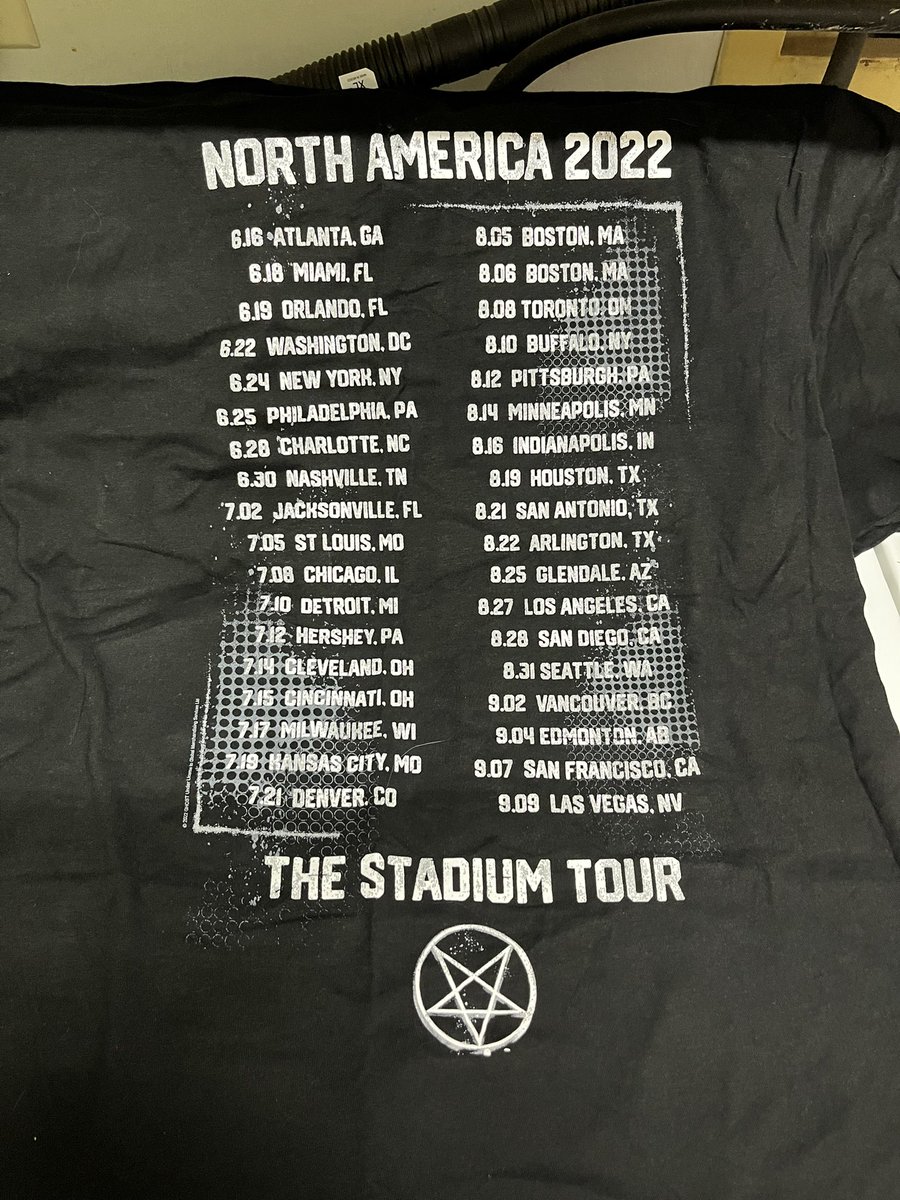 XL
NORTH AMERICA 2022
6.16 ATLANTA, GA
6.18 MIAMI, FL
6.19 ORLANDO, FL
6.22 WASHINGTON, DC
6.24 NEW YORK, NY
6.25 PHILADELPHIA, PA
6.28 CHARLOTTE, NC
6.30 NASHVILLE, TN
7.02 JACKSONVILLE, FL
7.05 ST LOUIS, MO
7.08 CHICAGO, IL
7.10 DETROIT, MI
7.12 HERSHEY, PA
7.14 CLEVELAND, OH
7.15 CINCINNATI, OH
7.17 MILWAUKEE, WI
7.19 KANSAS CITY, MO
7.21 DENVER, CO
8.05 BOSTON, MA
8.06 BOSTON, MA
8.08 TORONTO, ON
8.10 BUFFALO, NY
8.12 PITTSBURGH, PA
8.14 MINNEAPOLIS, MN
8.16 INDIANAPOLIS, IN
8.19 HOUSTON, TX
8.21 SAN ANTONIO, TX
8.22 ARLINGTON, TX
8.25 GLENDALE, AZ
8.27 LOS ANGELES, CA
8.28 SAN DIEGO, CA
8.31 SEATTLE, WA
9.02 VANCOUVER, BC
9.04 EDMONTON, AB
9.07 SAN FRANCISCO, CA
9.09 LAS VEGAS, NV
THE STADIUM TOUR